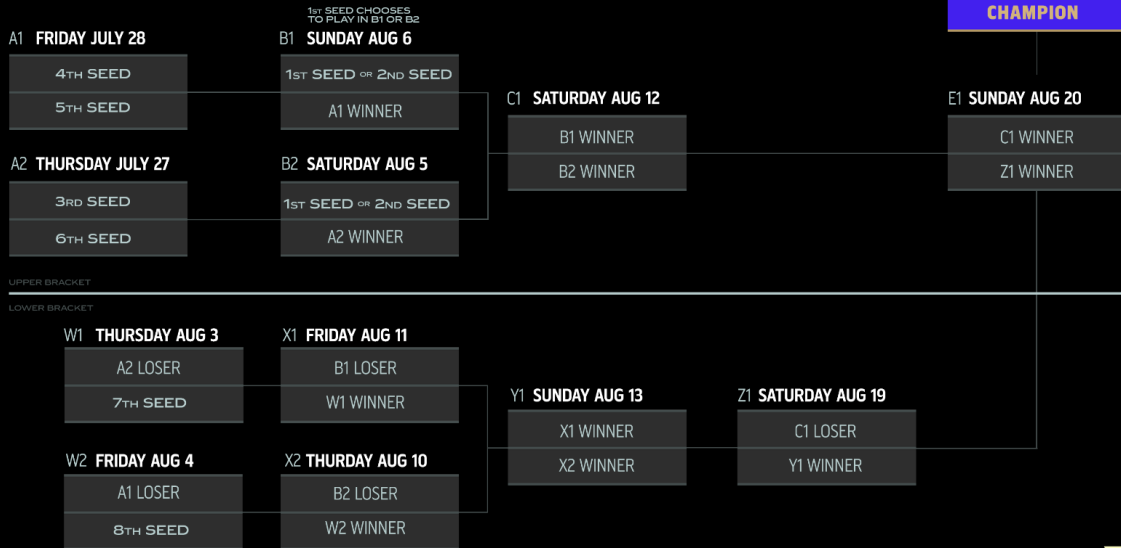 1ST SEED CHOOSES
TO PLAY IN B1 OR B2
CHAMPION
A1 FRIDAY JULY 28
4TH SEED
5TH SEED
B1 SUNDAY AUG 6
1ST SEED OR 2ND SEED
A1 WINNER
C1 SATURDAY AUG 12
B1 WINNER
B2 WINNER
E1 SUNDAY AUG 20
C1 WINNER
Z1 WINNER
A2 THURSDAY JULY 27
3RD SEED
6TH SEED
B2 SATURDAY AUG 5
1ST SEED OR 2ND SEED
A2 WINNER
UPPER BRACKET
LOWER BRACKET
W1 THURSDAY AUG 3
A2 LOSER
7TH SEED
X1 FRIDAY AUG 11
B1 LOSER
W1 WINNER
Y1 SUNDAY AUG 13
X1 WINNER
X2 WINNER
Z1 SATURDAY AUG 19
C1 LOSER
Y1 WINNER
W2 FRIDAY AUG 4
A1 LOSER
8TH SEED
X2 THURDAY AUG 10
B2 LOSER
W2 WINNER